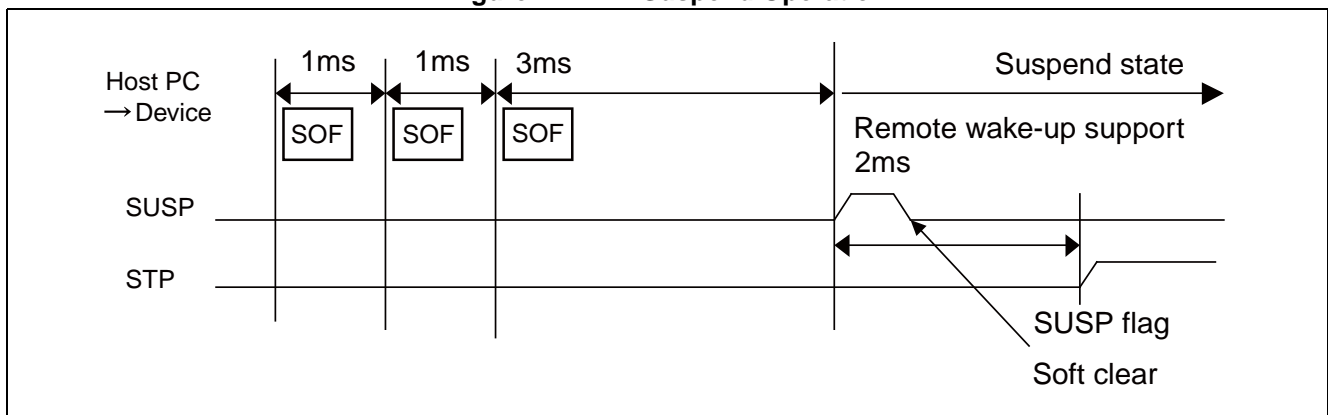 1ms 1ms 3ms Suspend state
Host PC
→Device
SOF SOF SOF
Remote wake-up support
2ms
SUSP
STP
SUSP flag
Soft clear